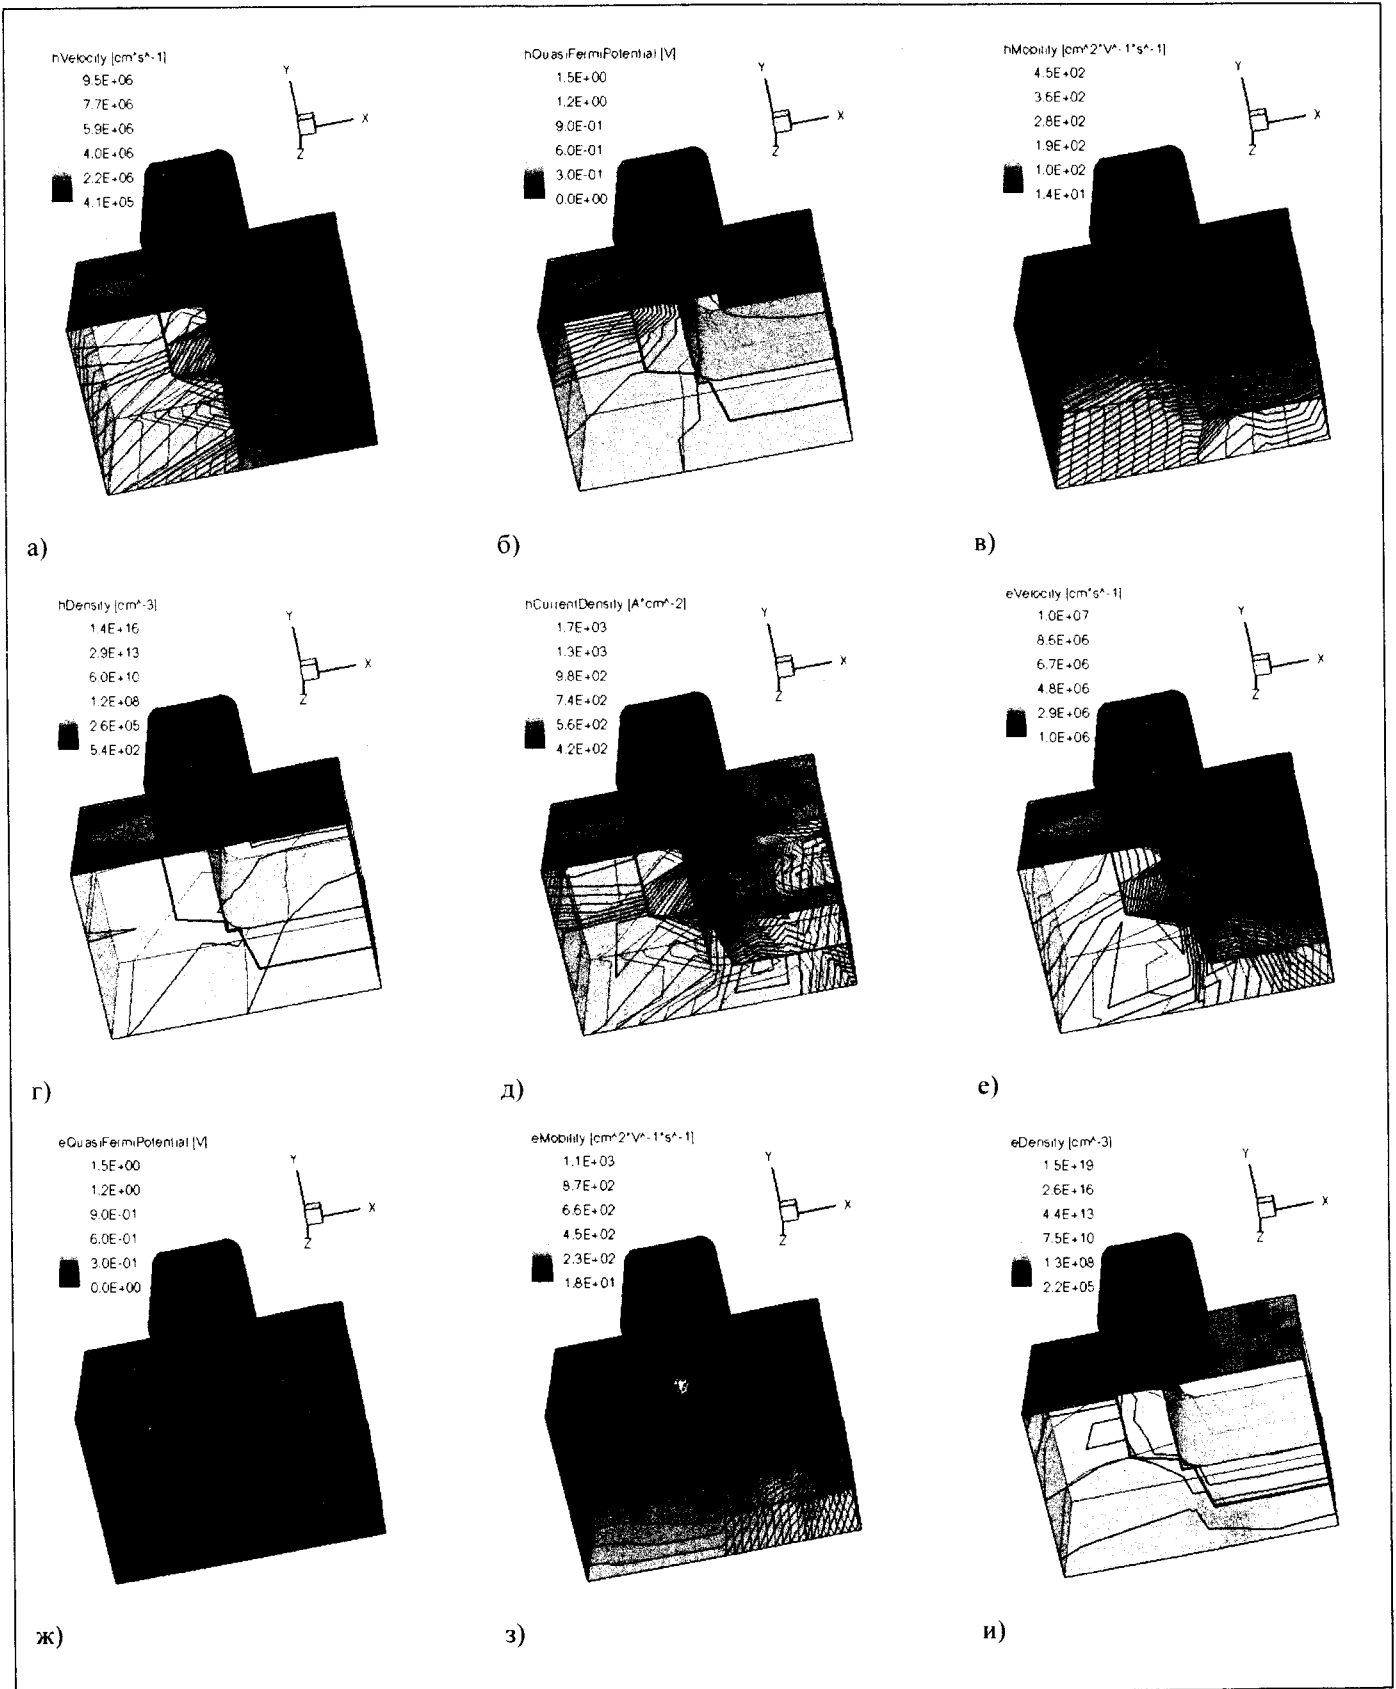 hVelocity [cm*s^-1]
9.5E+06
7.7E+06
5.9E+06
4.0E+06
2.2E+06
4.1E+05
Y
X
Z
а)
hQuasiFermiPotential [V]
1.5E+00
1.2E+00
9.0E-01
6.0E-01
3.0E-01
0.0E+00
Y
X
Z
б)
hMobility [cm^2*V^-1*s^-1]
4.5E+02
3.6E+02
2.8E+02
1.9E+02
1.0E+02
1.4E+01
Y
X
Z
в)
hDensity [cm^-3]
1.4E+16
2.9E+13
6.0E+10
1.2E+08
2.6E+05
5.4E+02
Y
X
Z
г)
hCurrentDensity [A*cm^-2]
1.7E+03
1.3E+03
9.8E+02
7.4E+02
5.6E+02
4.2E+02
Y
X
Z
д)
eVelocity [cm*s^-1]
1.0E+07
8.6E+06
6.7E+06
4.8E+06
2.9E+06
1.0E+06
Y
X
Z
е)
eQuasiFermiPotential [V]
1.5E+00
1.2E+00
9.0E-01
6.0E-01
3.0E-01
0.0E+00
Y
X
Z
ж)
eMobility [cm^2*V^-1*s^-1]
1.1E+03
8.7E+02
6.6E+02
4.5E+02
2.3E+02
1.8E+01
Y
X
Z
з)
eDensity [cm^-3]
1.5E+19
2.6E+16
4.4E+13
7.5E+10
1.3E+08
2.2E+05
Y
X
Z
и)